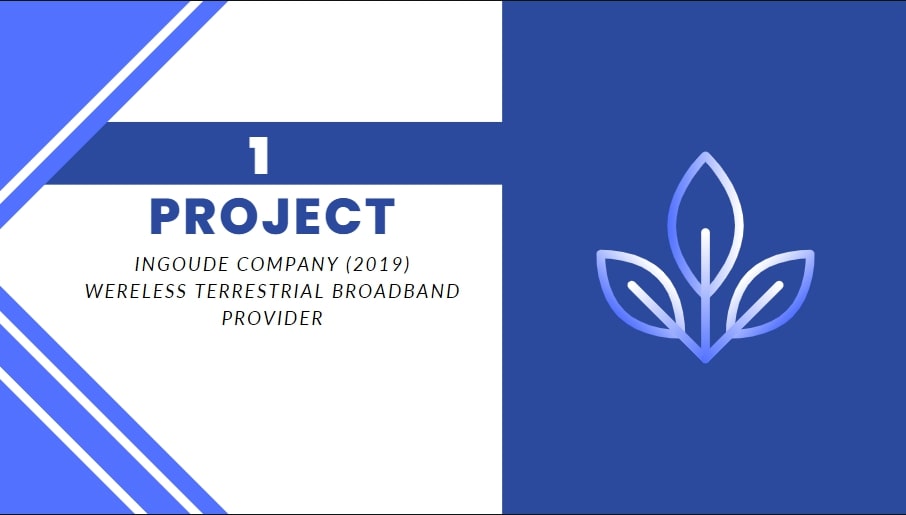 1
PROJECT
INGOUDE COMPANY (2019)
WERELESS TERRESTRIAL BROADBAND
PROVIDER